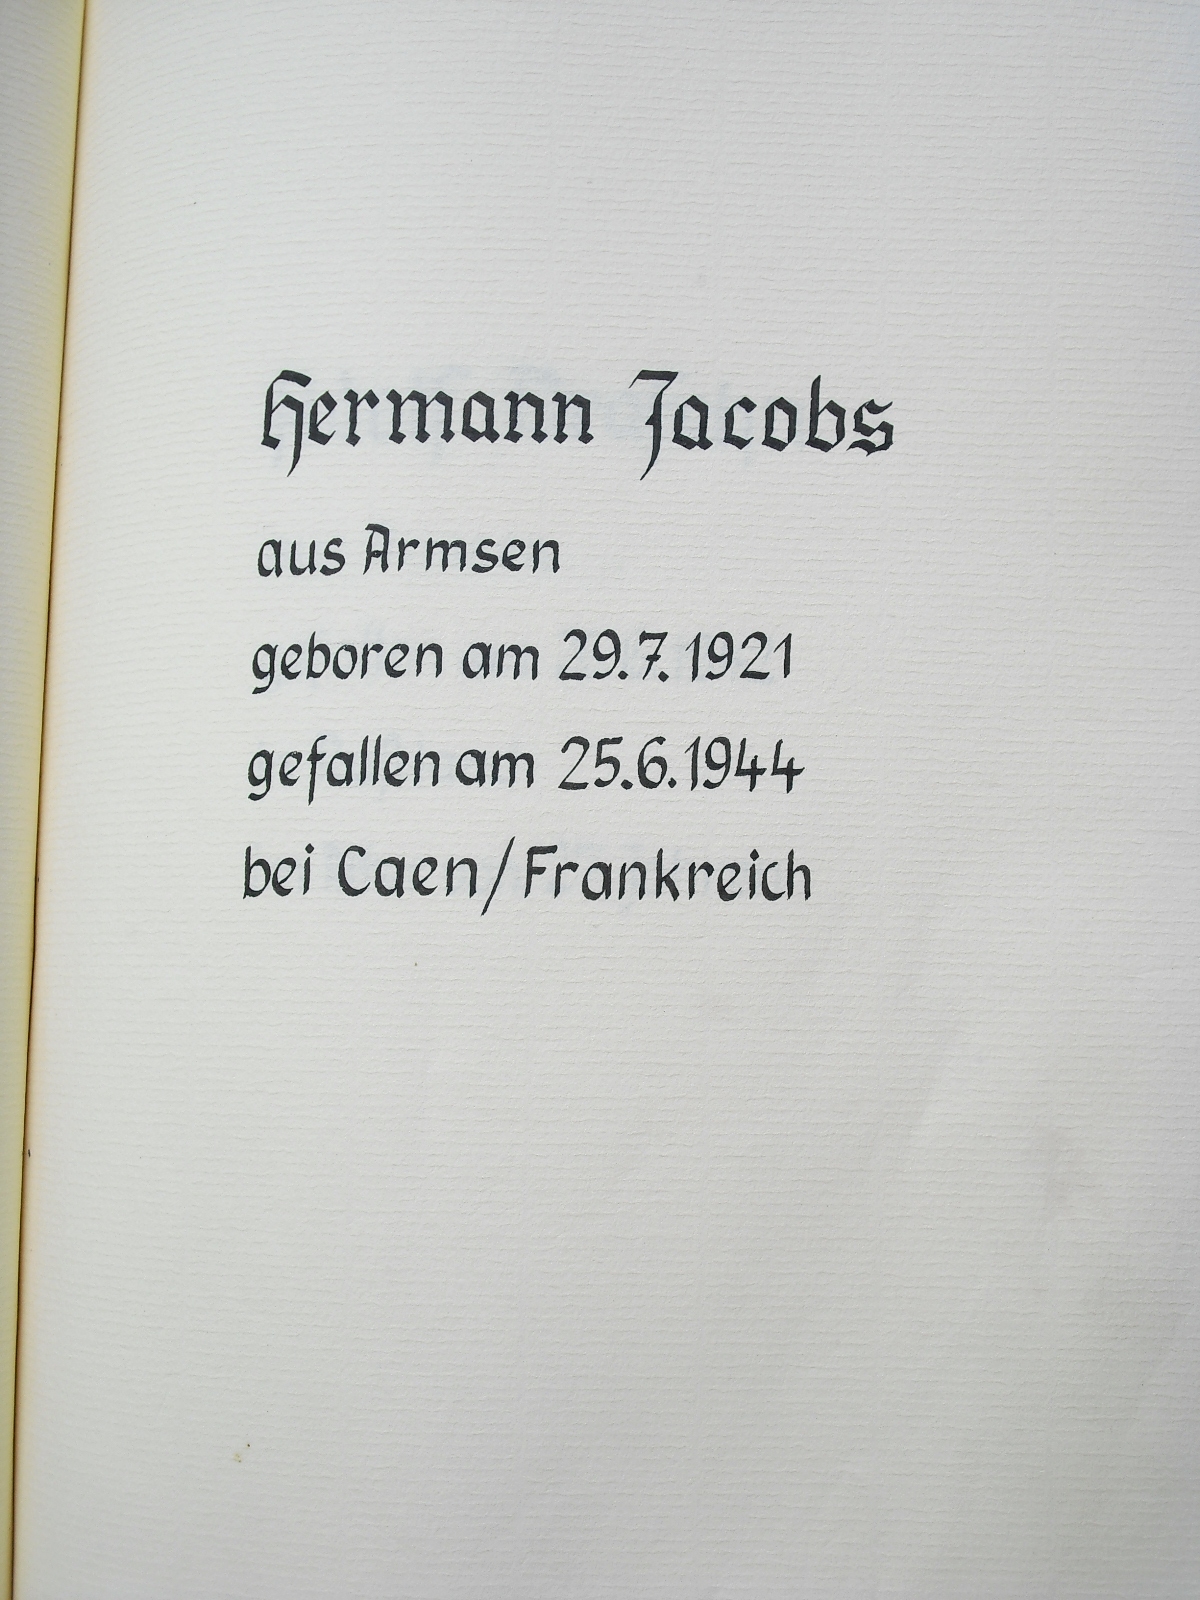 Hermann Jacobs
aus Armsen
geboren am 29.7.1921
gefallen am 25.6.1944
bei Caen/Frankreich